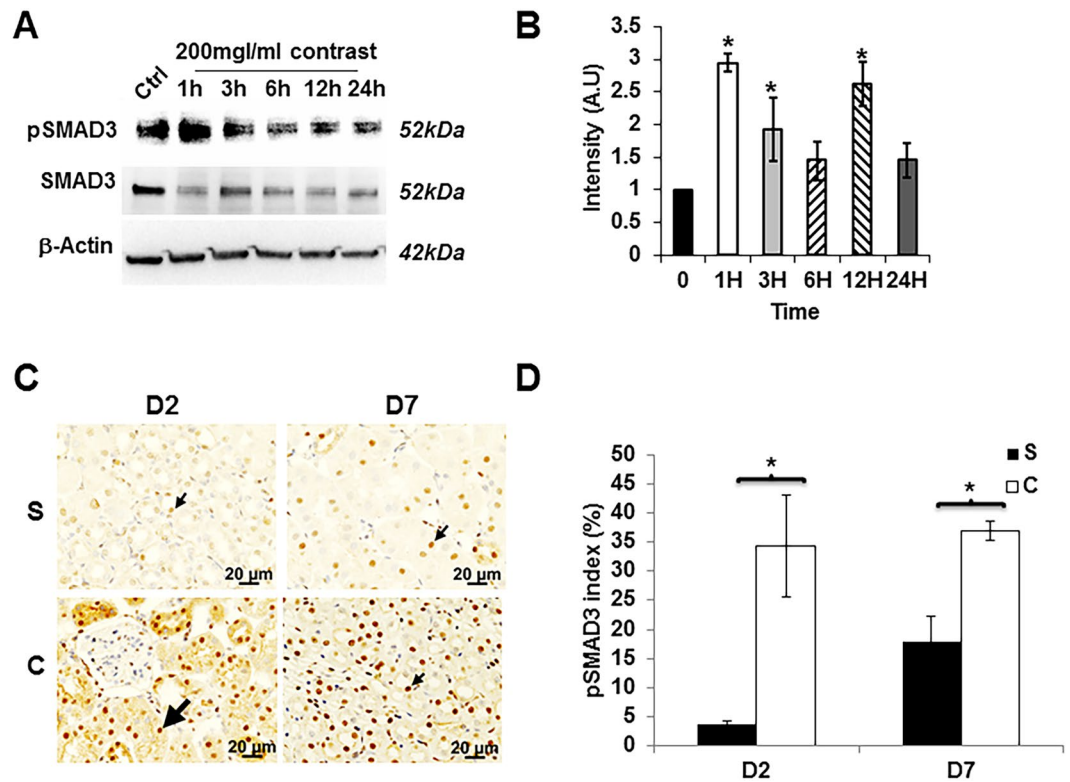 A
200mgI/ml contrast
Ctrl 1h 3h 6h 12h 24h
pSMAD3 52kDa
SMAD3 52kDa
β-Actin 42kDa
B
Intensity (A.U)
3.5
3
2.5
2
1.5
1
0.5
0
* * *
0 1H 3H 6H 12H 24H
Time
C
D2 D7
S
20 µm 20 µm
C
20 µm 20 µm
D
S
C
pSMAD3 index (%)
50
45
40
35
30
25
20
15
10
5
0
* *
D2 D7